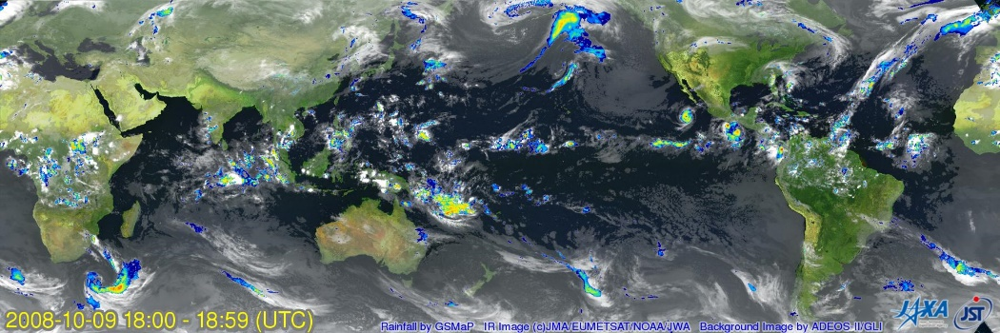 2008-10-09 18:00 - 18:59 (UTC)
Rainfall by GSMaP IR Image (c)JMA/EUMETSAT/NOAA/JWA Background Image by ADEOS-II/GLI
JAXA
JST